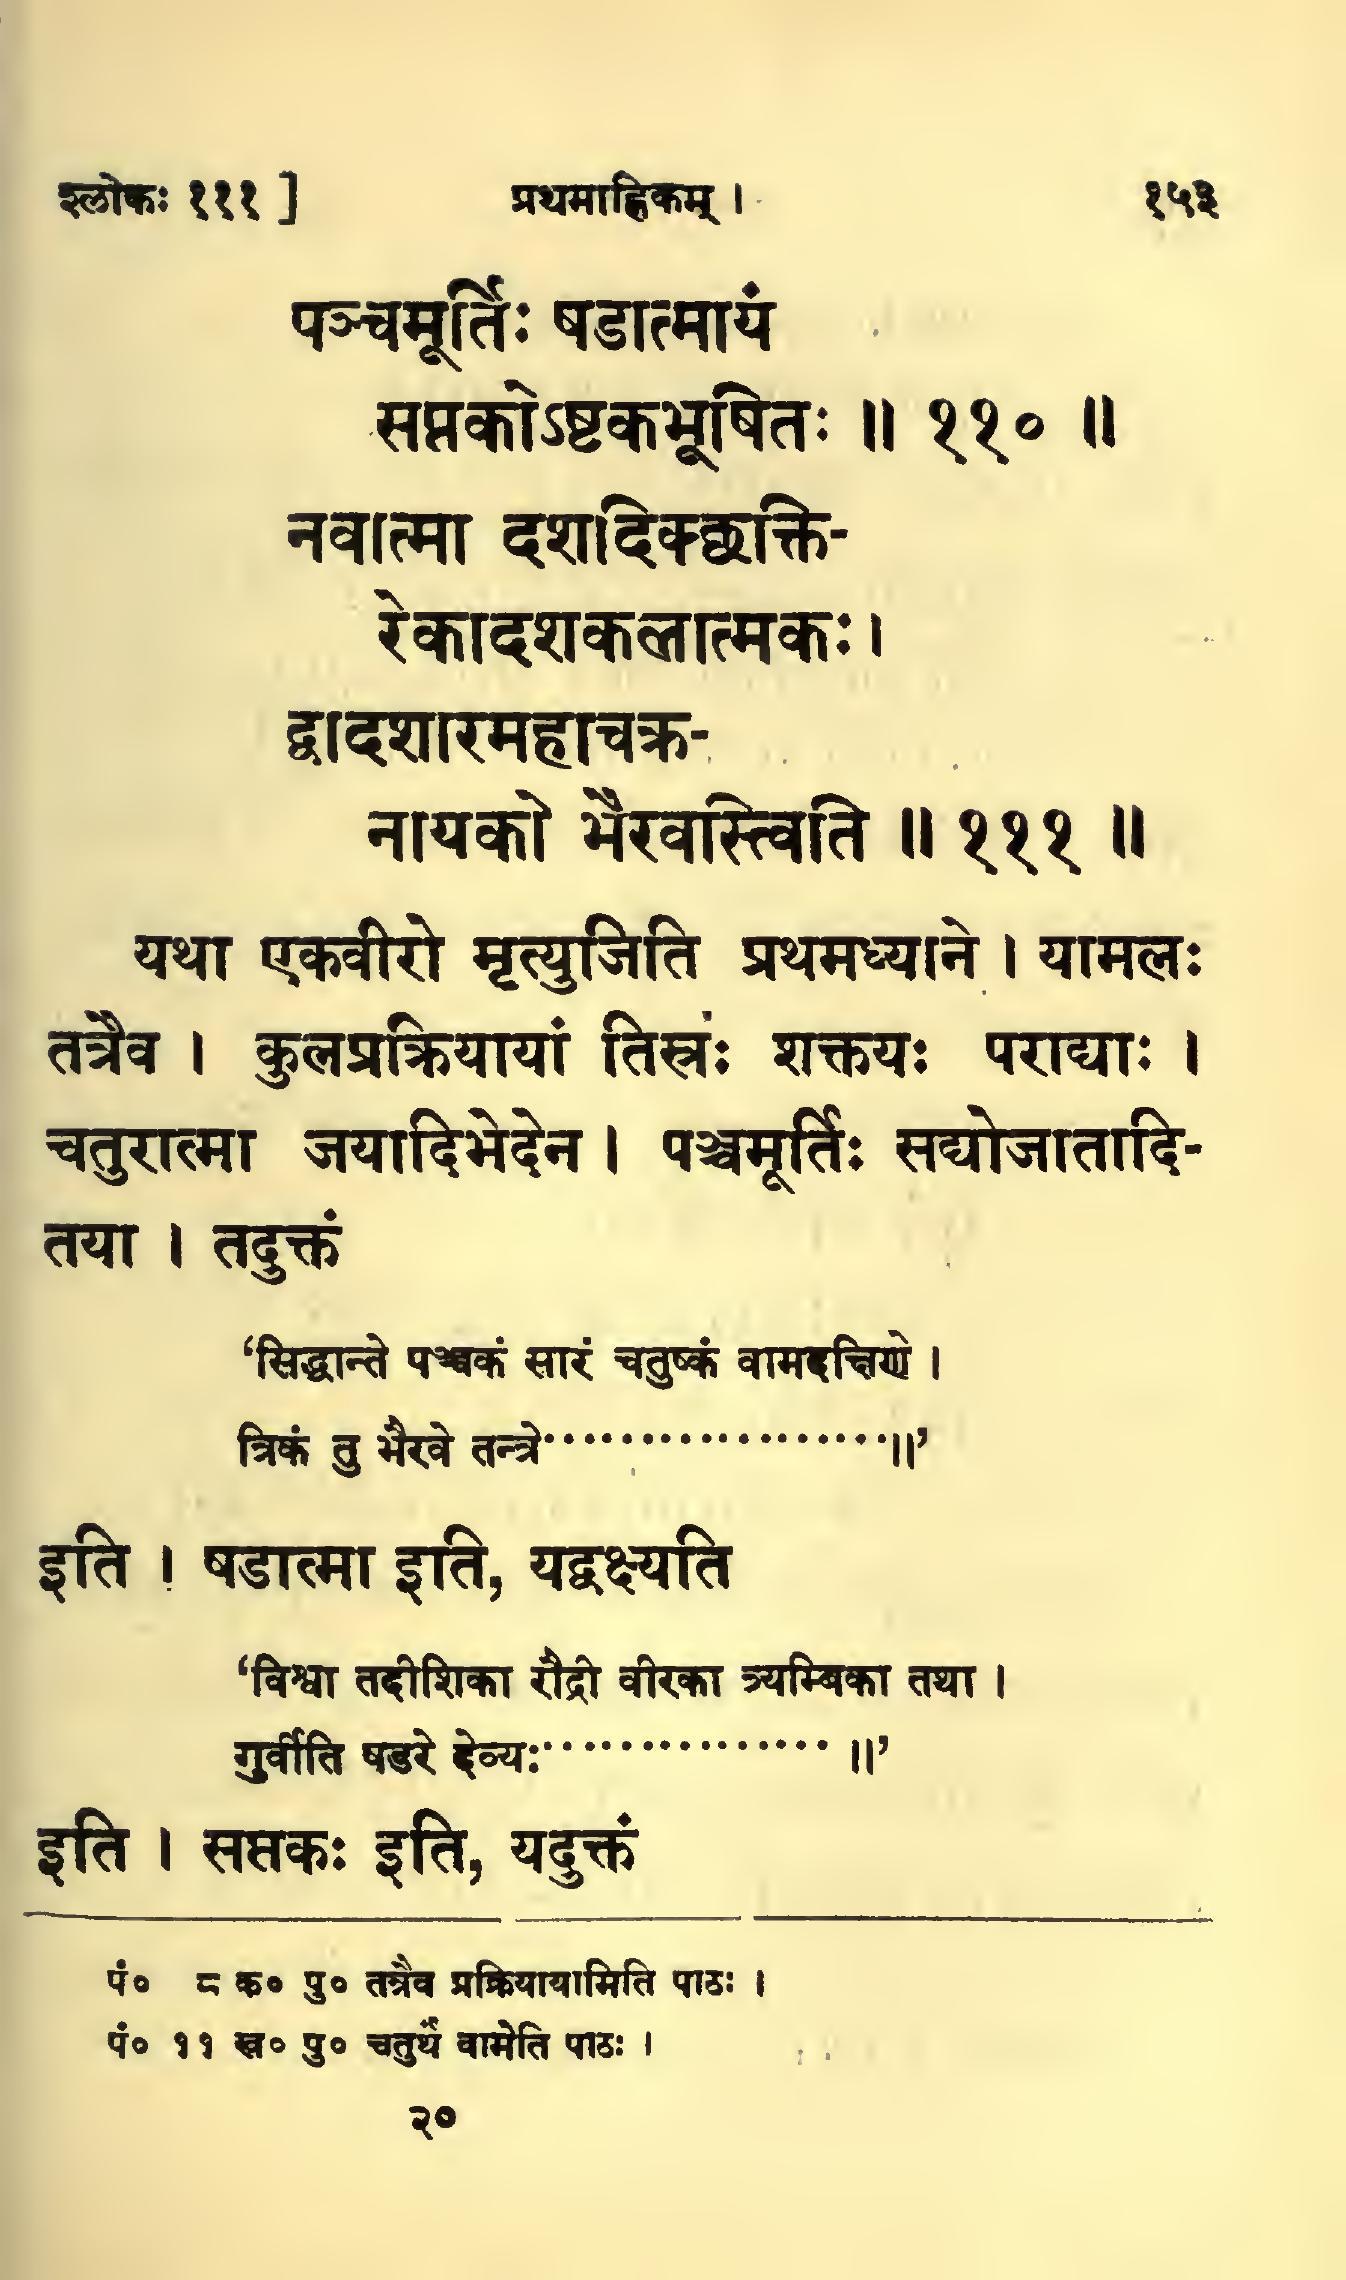 श्लोकः १११ ] प्रथमाह्निकम् । १५३
पञ्चमूर्तिः षडात्मायं
सप्तकोऽष्टकभूषितः ॥ ११० ॥
नवात्मा दशदिक्छक्ति-
रेकादशकलात्मकः ।
द्वादशारमहाचक्र-
नायको भैरवस्त्विति ॥ १११ ॥
यथा एकवीरो मृत्युजिति प्रथमध्याने । यामलः
तत्रैव । कुलप्रक्रियायां तिस्रः शक्तयः पराद्याः ।
चतुरात्मा जयादिभेदेन । पञ्चमूर्तिः सद्योजातादि-
तया । तदुक्तं
‘सिद्धान्ते पञ्चकं सारं चतुष्कं वामदक्षिणे ।
त्रिकं तु भैरवे तन्त्रे··················॥’
इति । षडात्मा इति, यद्वक्ष्यति
‘विश्वा तदीशिका रौद्री वीरका त्र्यम्बिका तथा ।
गुर्वीति षडरे देव्यः··············· ॥’
इति । सप्तकः इति, यदुक्तं
पं० ८ क० पु० तत्रैव प्रक्रियायामिति पाठः ।
पं० ११ ख० पु० चतुर्थं वामेति पाठः ।
२०